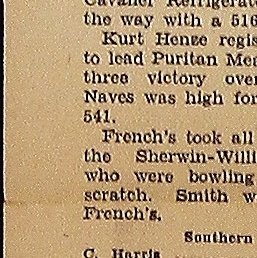 Cavalier Refrigerat
the way with a 516
Kurt Henze regis
to lead Puritan Me
three victory ove
Naves was high for
541.
French's took all
the Sherwin-Willi
who were bowling
scratch. Smith w
French's.
Southern
C. Harris